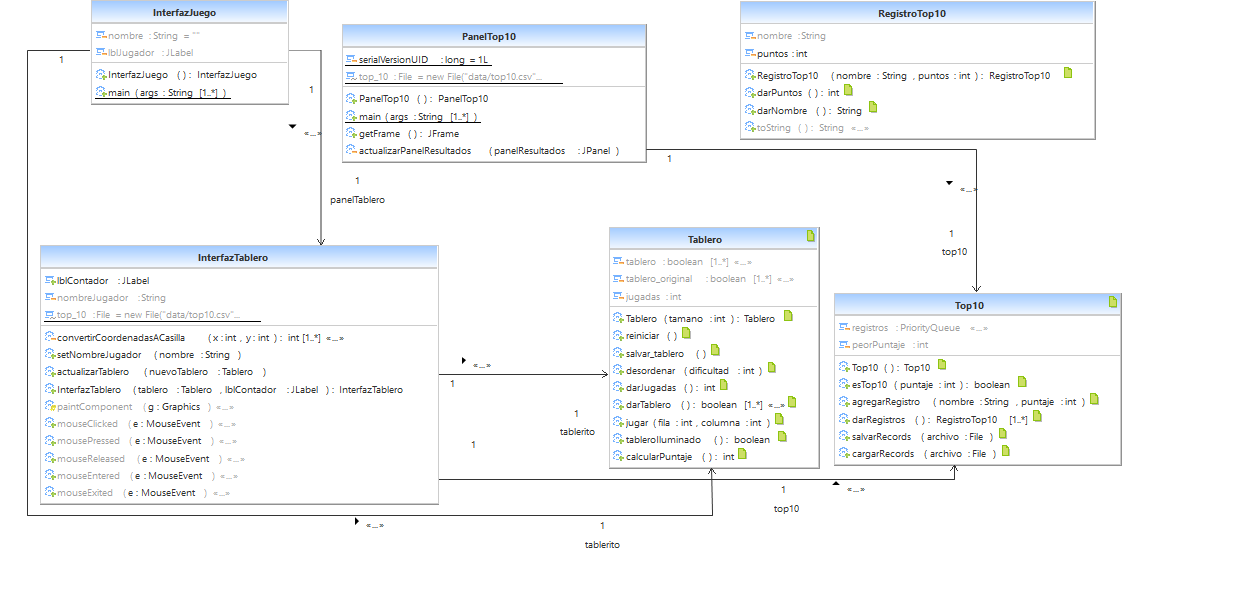 InterfazJuego
nombre : String = ""
lblJugador : JLabel
InterfazJuego ( ) : InterfazJuego
main ( args : String [1..*] )
PanelTop10
serialVersionUID : long = 1L
top_10 : File = new File("data/top10.csv"...
PanelTop10 ( ) : PanelTop10
main ( args : String [1..*] )
getFrame ( ) : JFrame
actualizarPanelResultados ( panelResultados : JPanel )
RegistroTop10
nombre : String
puntos : int
RegistroTop10 ( nombre : String , puntos : int ) : RegistroTop10
darPuntos ( ) : int
darNombre ( ) : String
toString ( ) : String «...»
1
1
«...»
1
panelTablero
1
«...»
1
top10
InterfazTablero
lblContador : JLabel
nombreJugador : String
top_10 : File = new File("data/top10.csv"...
convertirCoordenadasACasilla ( x : int , y : int ) : int [1..*] «...»
setNombreJugador ( nombre : String )
actualizarTablero ( nuevoTablero : Tablero )
InterfazTablero ( tablero : Tablero , lblContador : JLabel ) : InterfazTablero
paintComponent ( g : Graphics ) «...»
mouseClicked ( e : MouseEvent ) «...»
mousePressed ( e : MouseEvent ) «...»
mouseReleased ( e : MouseEvent ) «...»
mouseEntered ( e : MouseEvent ) «...»
mouseExited ( e : MouseEvent ) «...»
Tablero
tablero : boolean [1..*] «...»
tablero_original : boolean [1..*] «...»
jugadas : int
Tablero ( tamano : int ) : Tablero
reiniciar ( )
salvar_tablero ( )
desordenar ( dificultad : int )
darJugadas ( ) : int
darTablero ( ) : boolean [1..*] «...»
jugar ( fila : int , columna : int )
tableroIluminado ( ) : boolean
calcularPuntaje ( ) : int
Top10
registros : PriorityQueue «...»
peorPuntaje : int
Top10 ( ) : Top10
esTop10 ( puntaje : int ) : boolean
agregarRegistro ( nombre : String , puntaje : int )
darRegistros ( ) : RegistroTop10 [1..*]
salvarRecords ( archivo : File )
cargarRecords ( archivo : File )
«...»
1
1
tablerito
1
1
«...»
top10
«...»
1
tablerito